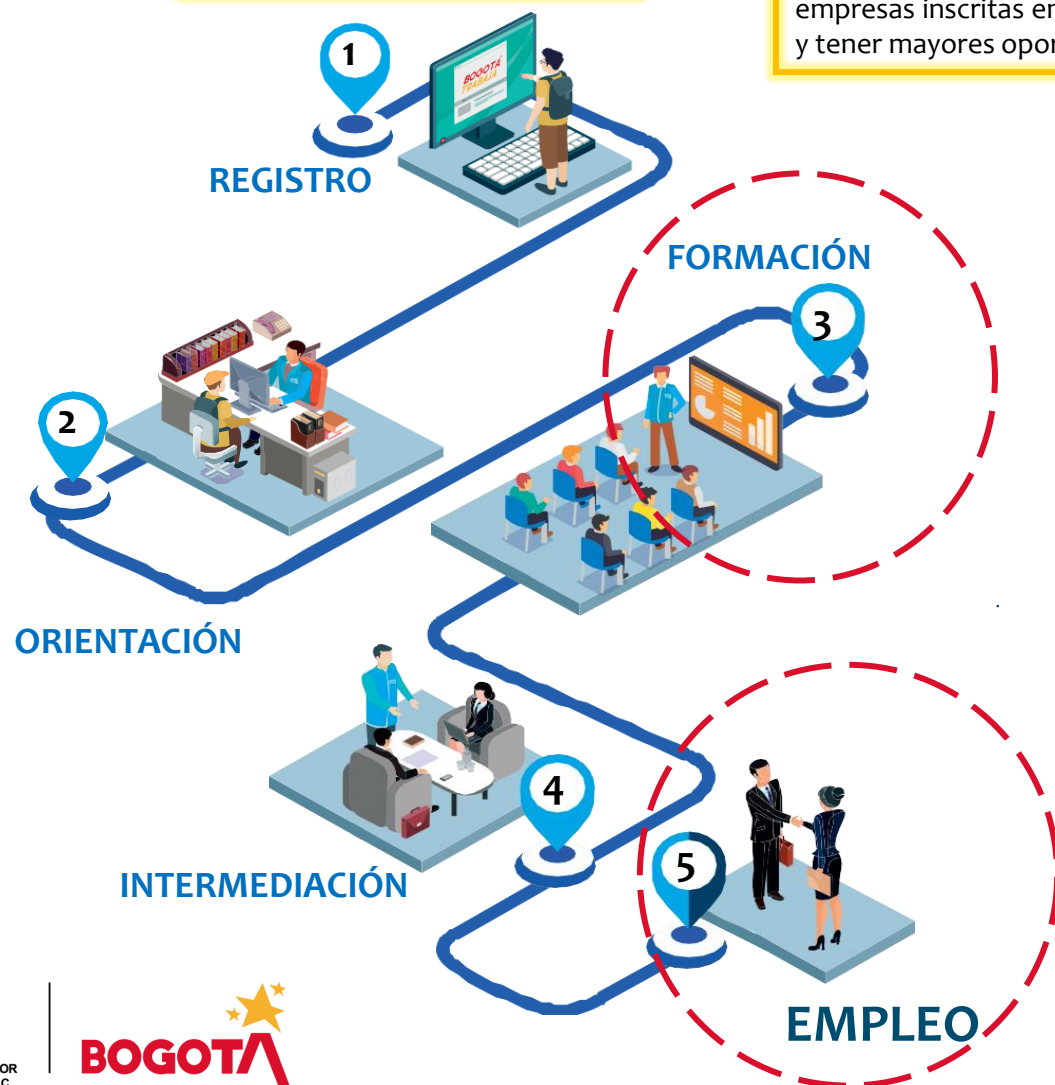 empresas inscritas en
y tener mayores opor
1
BOGOTÁ
TRABAJA
REGISTRO
FORMACIÓN
3
2
ORIENTACIÓN
4
INTERMEDIACIÓN
5
EMPLEO
BOGOTÁ
OR
C